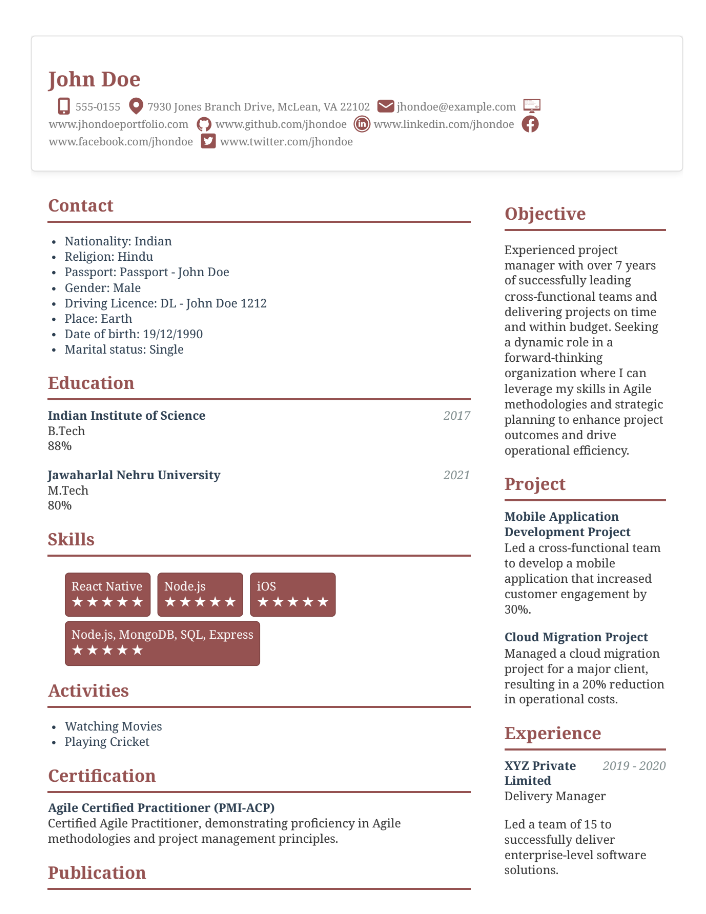 John Doe
555-0155 7930 Jones Branch Drive, McLean, VA 22102 jhondoe@example.com
www.jhondoeportfolio.com www.github.com/jhondoe www.linkedin.com/jhondoe
www.facebook.com/jhondoe www.twitter.com/jhondoe
Contact
• Nationality: Indian
• Religion: Hindu
• Passport: Passport - John Doe
• Gender: Male
• Driving Licence: DL - John Doe 1212
• Place: Earth
• Date of birth: 19/12/1990
• Marital status: Single
Education
Indian Institute of Science 2017
B.Tech
88%
Jawaharlal Nehru University 2021
M.Tech
80%
Skills
React Native
★★★★★
Node.js
★★★★★
iOS
★★★★★
Node.js, MongoDB, SQL, Express
★★★★★
Activities
• Watching Movies
• Playing Cricket
Certification
Agile Certified Practitioner (PMI-ACP)
Certified Agile Practitioner, demonstrating proficiency in Agile
methodologies and project management principles.
Publication
Objective
Experienced project
manager with over 7 years
of successfully leading
cross-functional teams and
delivering projects on time
and within budget. Seeking
a dynamic role in a
forward-thinking
organization where I can
leverage my skills in Agile
methodologies and strategic
planning to enhance project
outcomes and drive
operational efficiency.
Project
Mobile Application
Development Project
Led a cross-functional team
to develop a mobile
application that increased
customer engagement by
30%.
Cloud Migration Project
Managed a cloud migration
project for a major client,
resulting in a 20% reduction
in operational costs.
Experience
XYZ Private 2019 - 2020
Limited
Delivery Manager
Led a team of 15 to
successfully deliver
enterprise-level software
solutions.